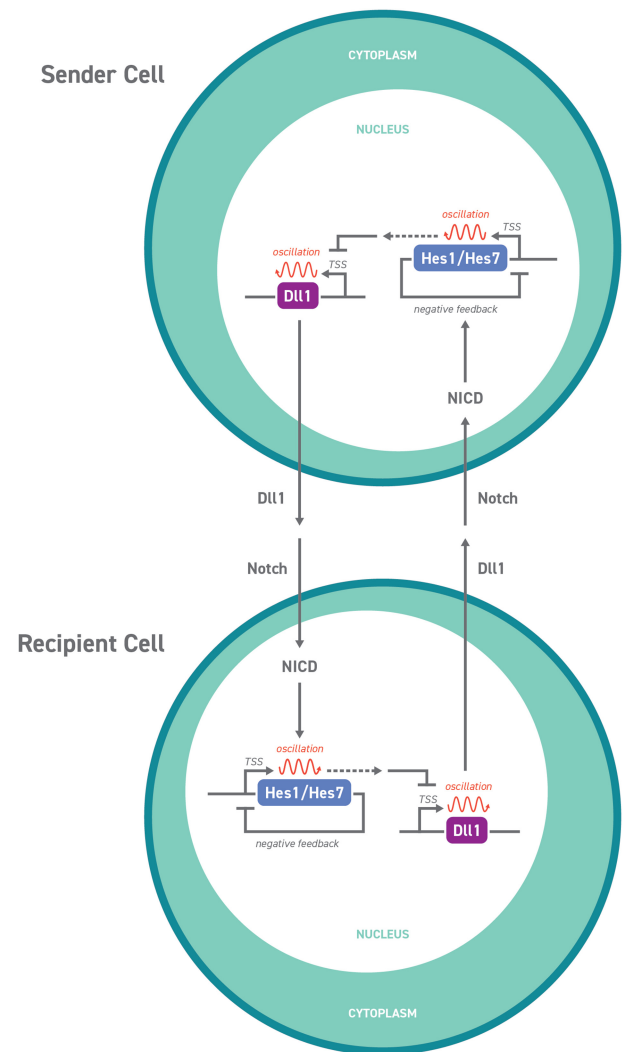 CYTOPLASM
Sender Cell
NUCLEUS
oscillation
TSS
Hes1/Hes7
oscillation
TSS
Dll1
negative feedback
NICD
Dll1
Notch
Notch
Dll1
Recipient Cell
NICD
oscillation
TSS
Hes1/Hes7
oscillation
TSS
Dll1
negative feedback
NUCLEUS
CYTOPLASM